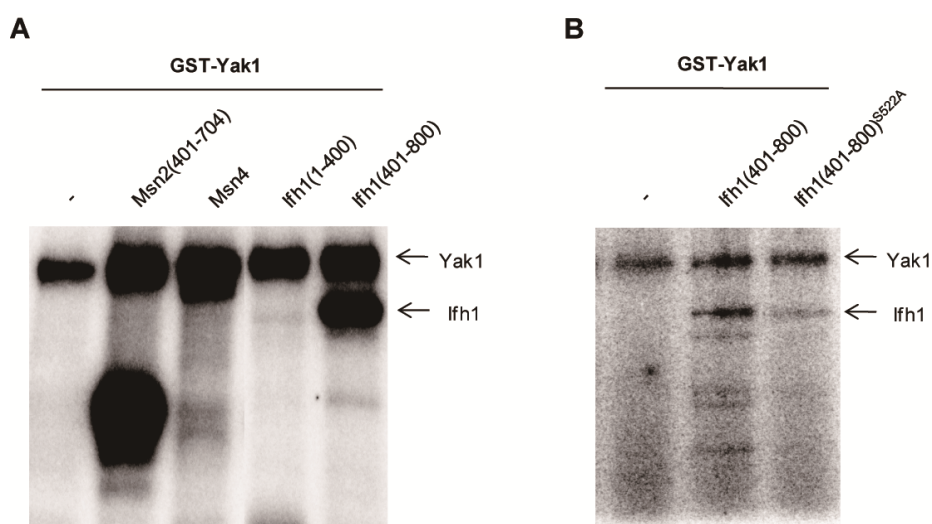 A
GST-Yak1
-
Msn2(401-704)
Msn4
Ifh1(1-400)
Ifh1(401-800)
Yak1
Ifh1
B
GST-Yak1
-
Ifh1(401-800)
Ifh1(401-800)S522A
Yak1
Ifh1